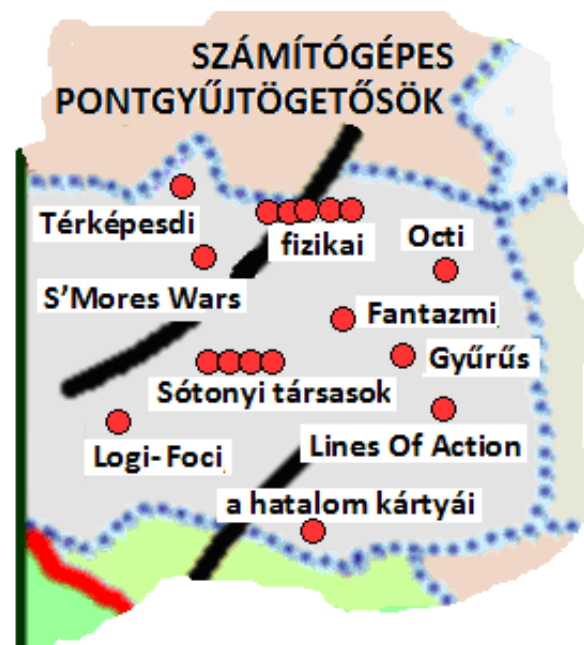 SZÁMÍTÓGÉPES
PONTGYŰJTÖGETŐSÖK
Térképesdi
fizikai
Octi
S'Mores Wars
Fantazmi
Gyűrűs
Sótonyi társasok
Lines Of Action
Logi-Foci
a hatalom kártyái